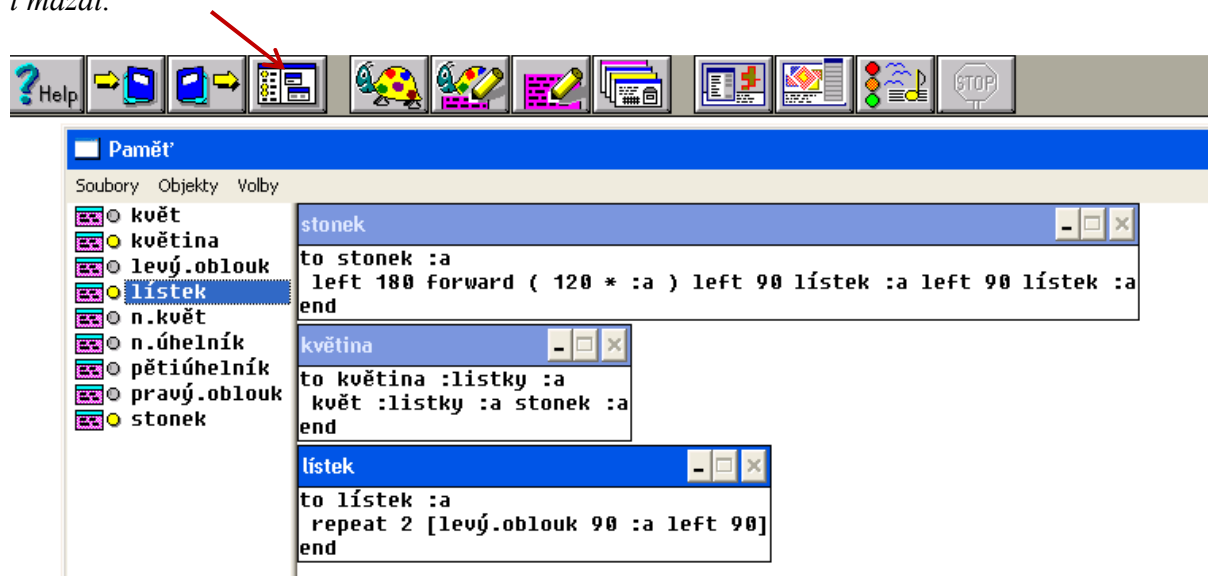 i mazat.
Help
STOP
Paměť
Soubory Objekty Volby
květ
květina
levý.oblouk
lístek
n.květ
n.úhelník
pětiúhelník
pravý.oblouk
stonek
stonek
to stonek :a
left 180 forward ( 120 * :a ) left 90 lístek :a left 90 lístek :a
end
květina
to květina :listky :a
květ :listky :a stonek :a
end
lístek
to lístek :a
repeat 2 [levý.oblouk 90 :a left 90]
end